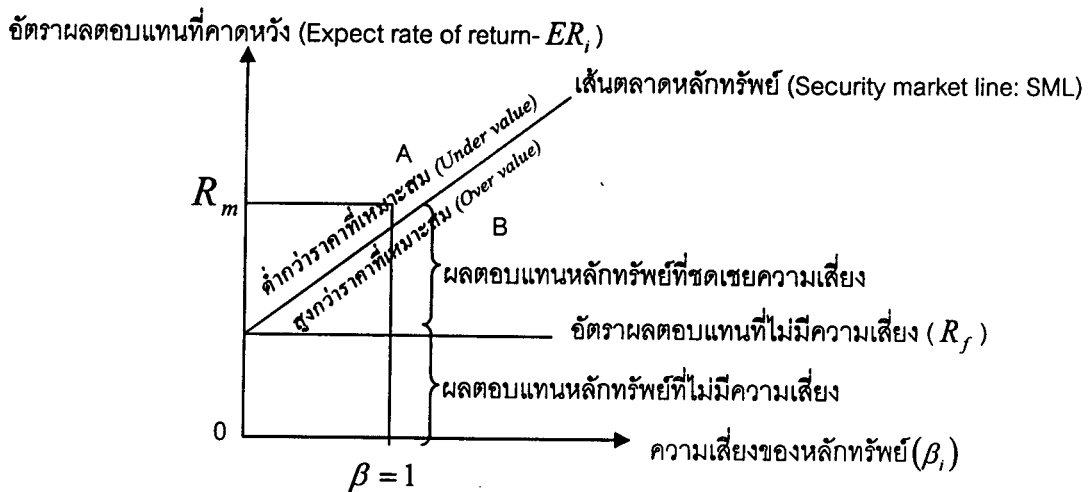 อัตราผลตอบแทนที่คาดหวัง (Expect rate of return- ER_i)
เส้นตลาดหลักทรัพย์ (Security market line: SML)
A
ต่ำกว่าราคาที่เหมาะสม (Under value)
R_m
สูงกว่าราคาที่เหมาะสม (Over value)
B
ผลตอบแทนหลักทรัพย์ที่ชดเชยความเสี่ยง
อัตราผลตอบแทนที่ไม่มีความเสี่ยง (R_f)
ผลตอบแทนหลักทรัพย์ที่ไม่มีความเสี่ยง
0
ความเสี่ยงของหลักทรัพย์(β_i)
β = 1